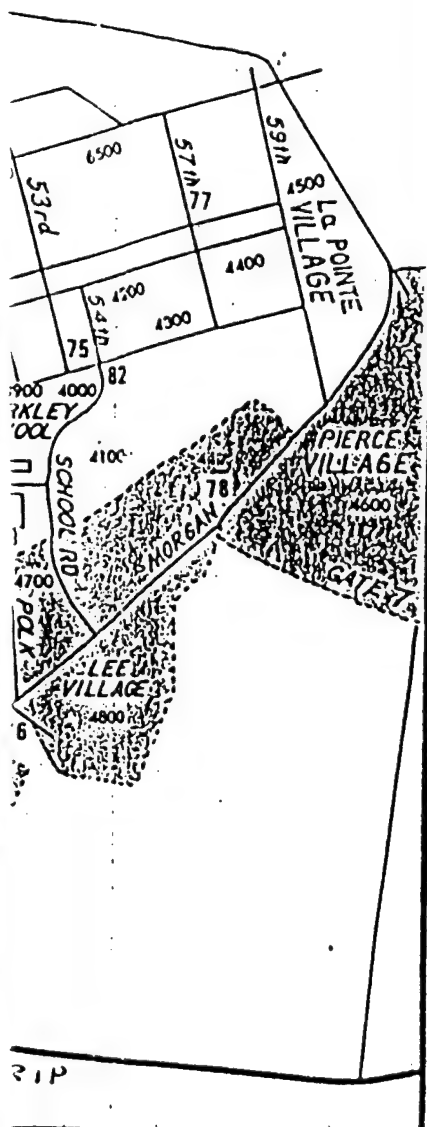 6500
53rd
57th
77
59th
4500
La POINTE
VILLAGE
4400
4200
54th
4300
75
82
900 4000
RKLEY
OOL
4100
SCHOOL RD
78
MORGAN
PIERCE
VILLAGE
4600
GATE 7
4700
POLK
LEE
VILLAGE
4800
6